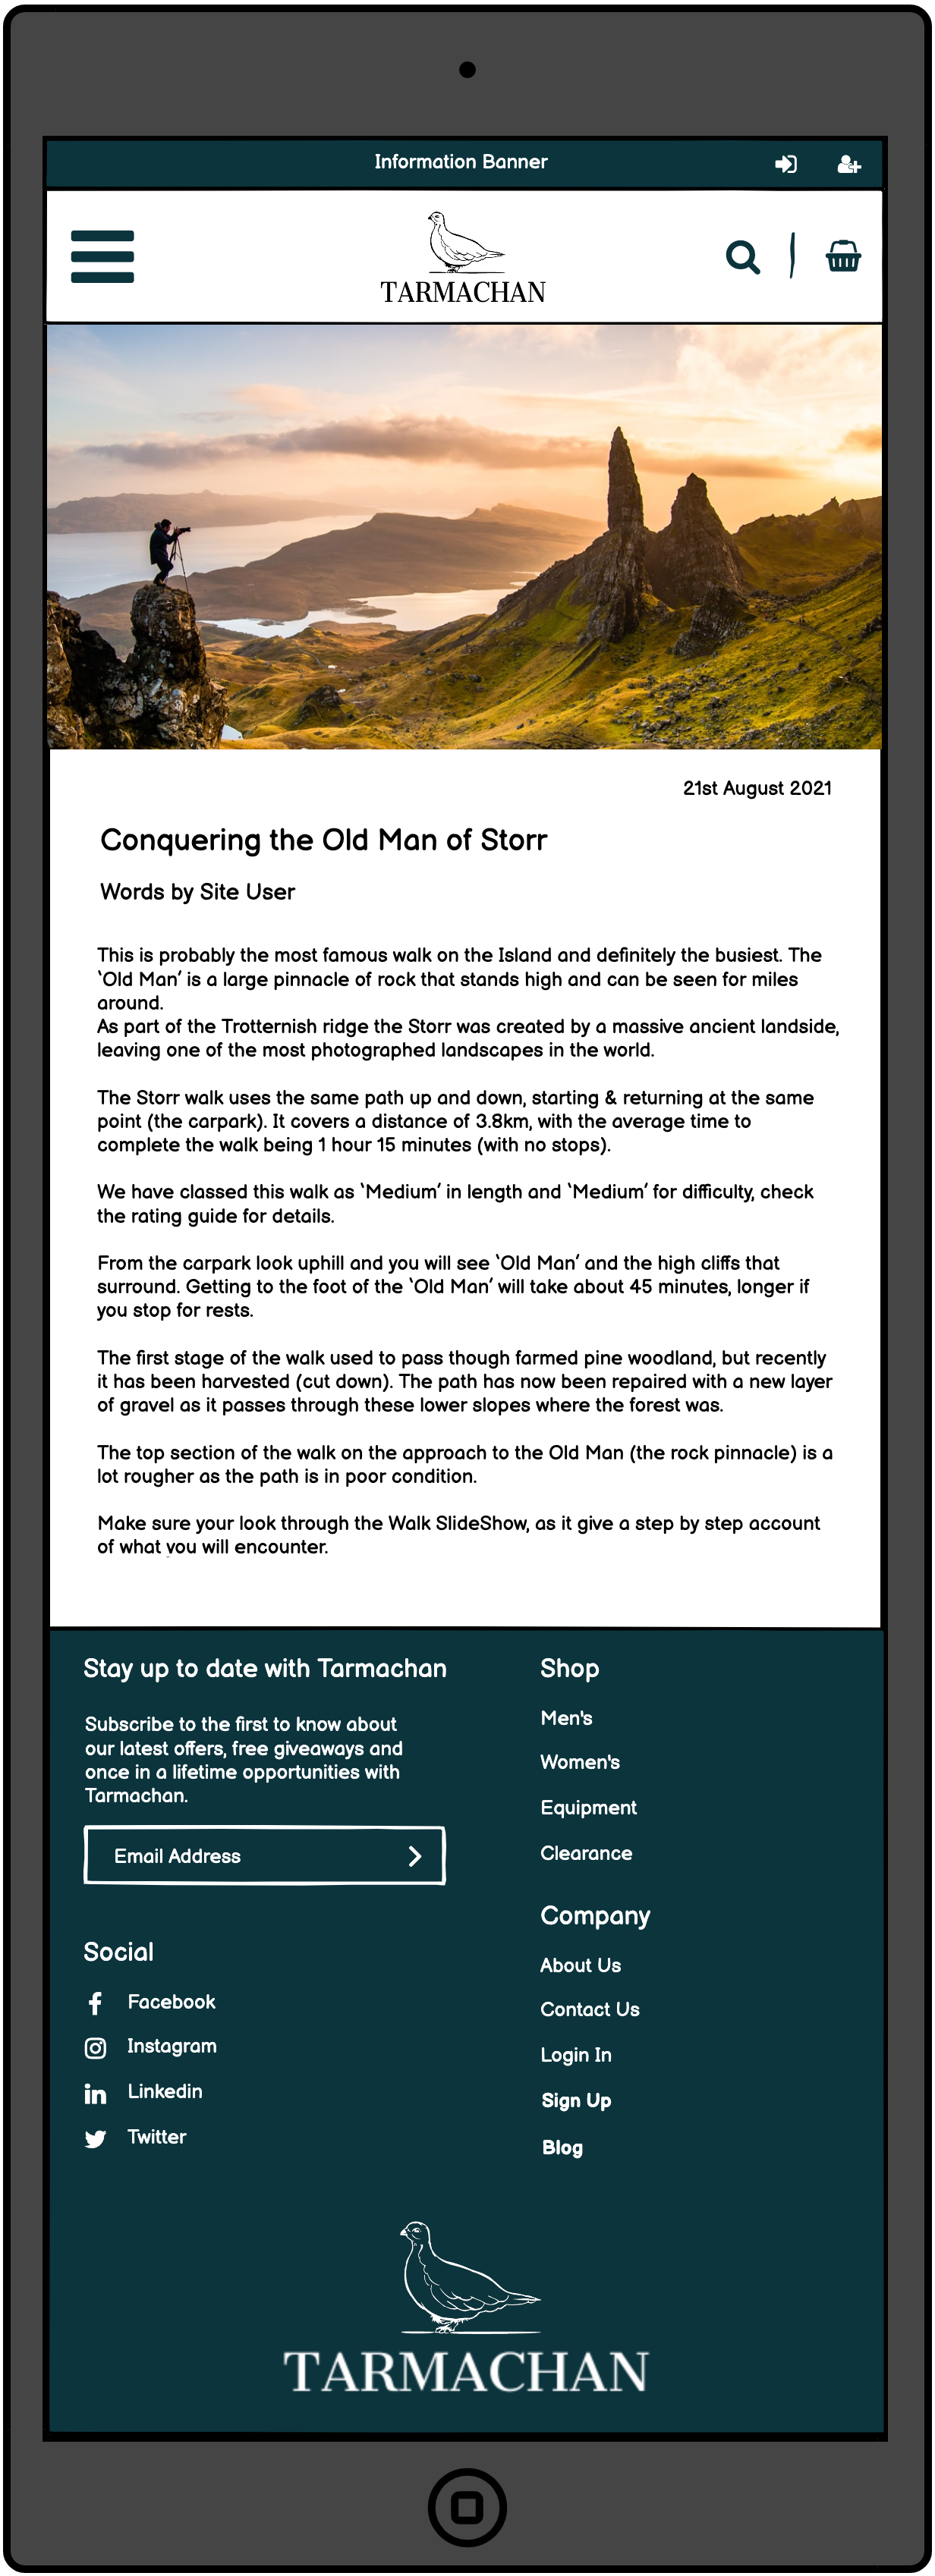 Information Banner
TARMACHAN
21st August 2021
Conquering the Old Man of Storr
Words by Site User
This is probably the most famous walk on the Island and definitely the busiest. The
‘Old Man’ is a large pinnacle of rock that stands high and can be seen for miles
around.
As part of the Trotternish ridge the Storr was created by a massive ancient landside,
leaving one of the most photographed landscapes in the world.
The Storr walk uses the same path up and down, starting & returning at the same
point (the carpark). It covers a distance of 3.8km, with the average time to
complete the walk being 1 hour 15 minutes (with no stops).
We have classed this walk as ‘Medium’ in length and ‘Medium’ for difficulty, check
the rating guide for details.
From the carpark look uphill and you will see ‘Old Man’ and the high cliffs that
surround. Getting to the foot of the ‘Old Man’ will take about 45 minutes, longer if
you stop for rests.
The first stage of the walk used to pass though farmed pine woodland, but recently
it has been harvested (cut down). The path has now been repaired with a new layer
of gravel as it passes through these lower slopes where the forest was.
The top section of the walk on the approach to the Old Man (the rock pinnacle) is a
lot rougher as the path is in poor condition.
Make sure your look through the Walk SlideShow, as it give a step by step account
of what you will encounter.
Stay up to date with Tarmachan
Subscribe to the first to know about
our latest offers, free giveaways and
once in a lifetime opportunities with
Tarmachan.
Email Address
Social
Facebook
Instagram
Linkedin
Twitter
Shop
Men's
Women's
Equipment
Clearance
Company
About Us
Contact Us
Login In
Sign Up
Blog
TARMACHAN